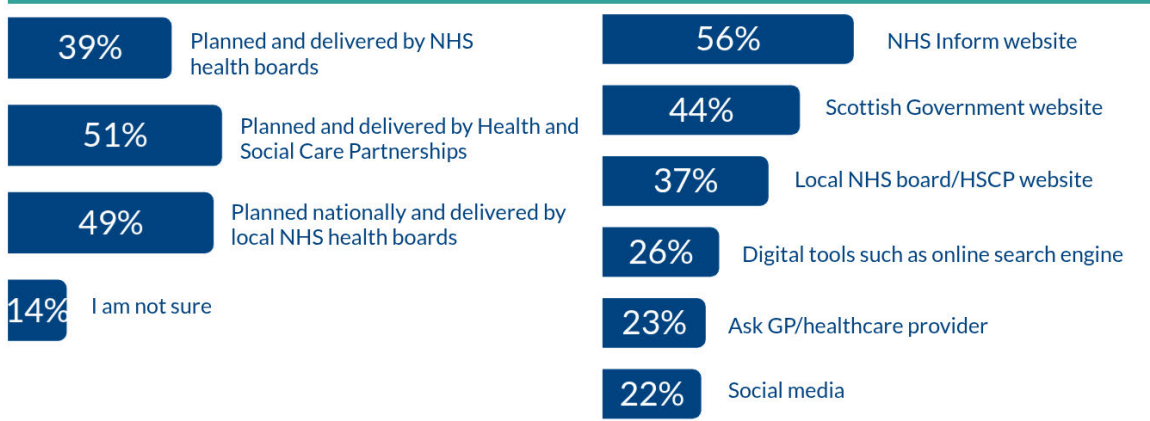 39%
Planned and delivered by NHS
health boards
51%
Planned and delivered by Health and
Social Care Partnerships
49%
Planned nationally and delivered by
local NHS health boards
14%
I am not sure
56%
NHS Inform website
44%
Scottish Government website
37%
Local NHS board/HSCP website
26%
Digital tools such as online search engine
23%
Ask GP/healthcare provider
22%
Social media